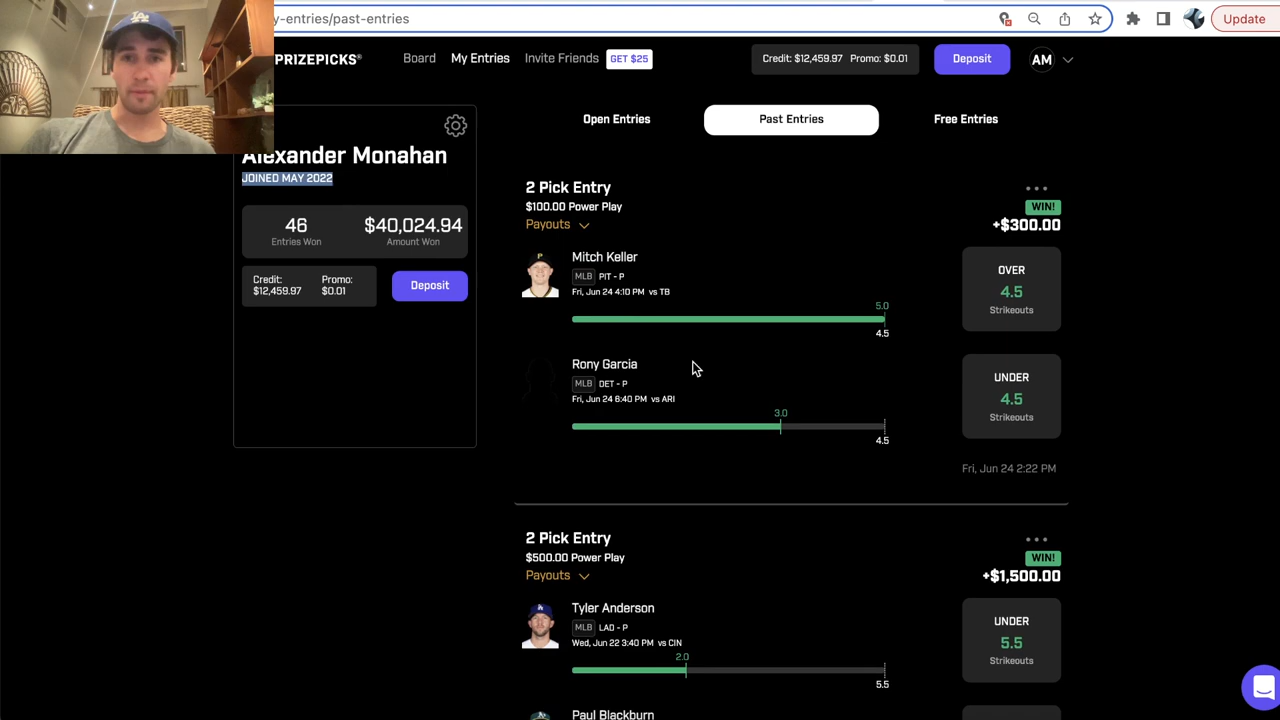 y-entries/past-entries
Update
PRIZEPICKS®
Board
My Entries
Invite Friends
GET $25
Credit: $12,459.97 Promo: $0.01
Deposit
AM
Alexander Monahan
JOINED MAY 2022
46
Entries Won
$40,024.94
Amount Won
Credit:
$12,459.97
Promo:
$0.01
Deposit
Open Entries
Past Entries
Free Entries
2 Pick Entry
$100.00 Power Play
Payouts
WIN!
+$300.00
Mitch Keller
MLB PIT - P
Fri, Jun 24 4:10 PM vs TB
5.0
4.5
OVER
4.5
Strikeouts
Rony Garcia
MLB DET - P
Fri, Jun 24 6:40 PM vs ARI
3.0
4.5
UNDER
4.5
Strikeouts
Fri, Jun 24 2:22 PM
2 Pick Entry
$500.00 Power Play
Payouts
WIN!
+$1,500.00
Tyler Anderson
MLB LAD - P
Wed, Jun 22 3:40 PM vs CIN
2.0
5.5
UNDER
5.5
Strikeouts
Paul Blackburn